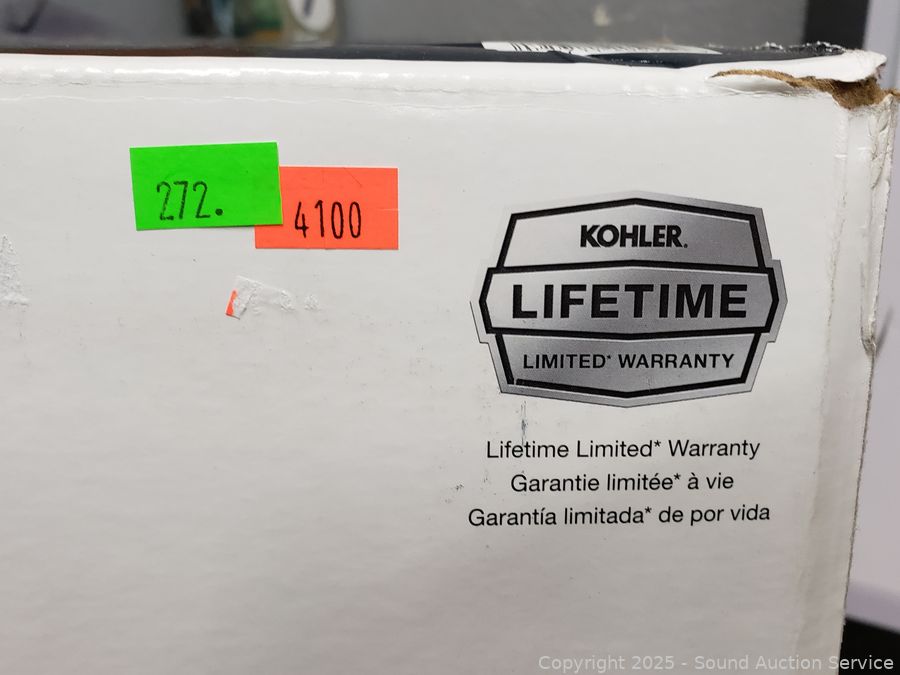 272.
4100
KOHLER.
LIFETIME
LIMITED* WARRANTY
Lifetime Limited* Warranty
Garantie limitée* à vie
Garantía limitada* de por vida
Copyright 2025 - Sound Auction Service